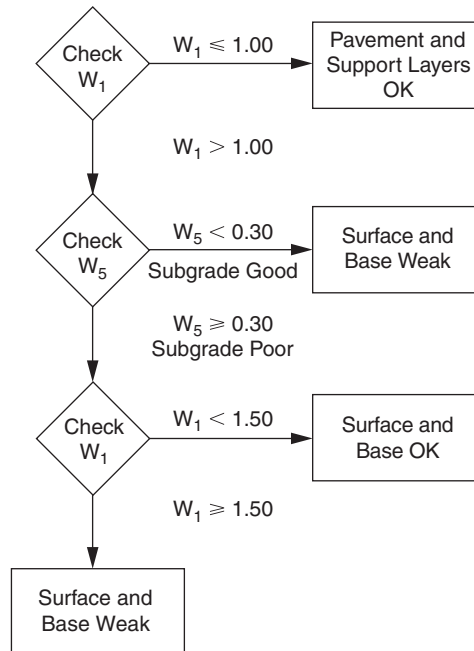 Check
W₁
W₁ ⩽ 1.00
Pavement and
Support Layers
OK
W₁ > 1.00
Check
W₅
W₅ < 0.30
Subgrade Good
Surface and
Base Weak
W₅ ⩾ 0.30
Subgrade Poor
Check
W₁
W₁ < 1.50
Surface and
Base OK
W₁ ⩾ 1.50
Surface and
Base Weak